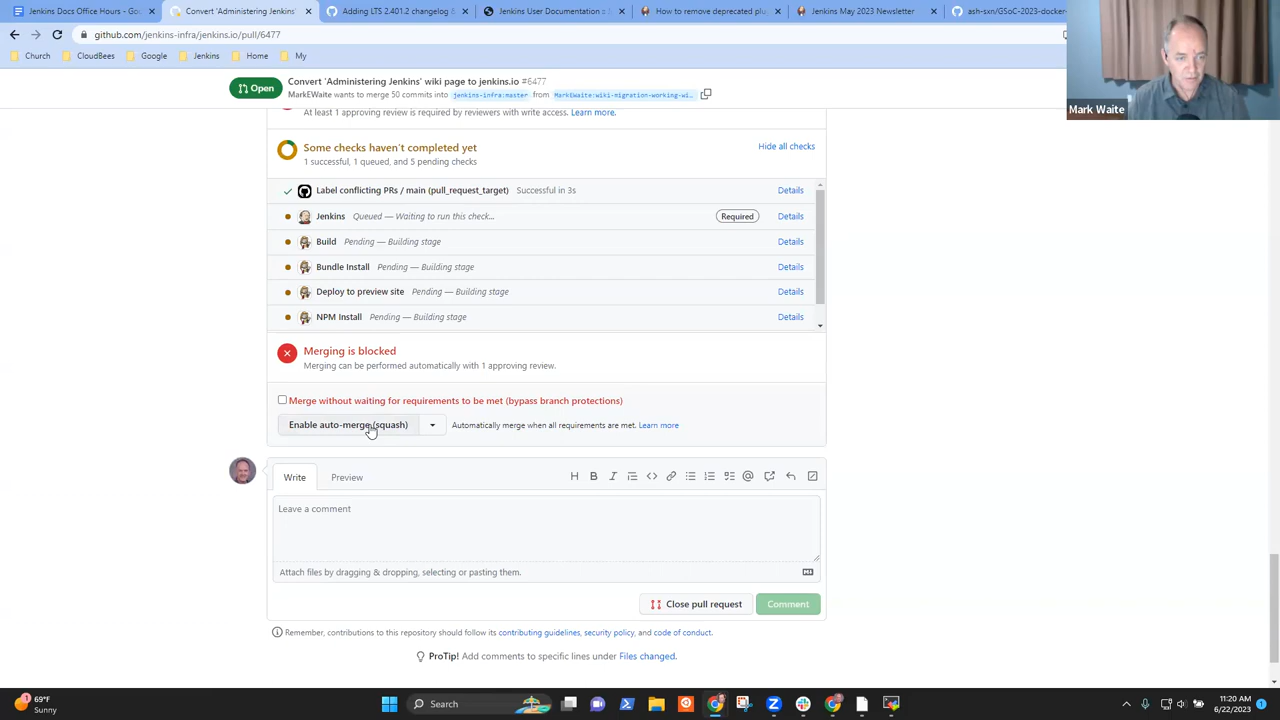 Jenkins Docs Office Hours - Goo
Convert 'Administering Jenkins'
Adding LTS 2.401.2 changelog &
Jenkins User Documentation ::
How to remove deprecated plug
Jenkins May 2023 Newsletter
ash-sxn/GSoC-2023-docker
github.com/jenkins-infra/jenkins.io/pull/6477
Church
CloudBees
Google
Jenkins
Home
My
Mark Waite
Open
Convert 'Administering Jenkins' wiki page to jenkins.io #6477
MarkEWaite wants to merge 50 commits into jenkins-infra:master from MarkEWaite:wiki-migration-working-wi...
At least 1 approving review is required by reviewers with write access. Learn more.
Some checks haven't completed yet
Hide all checks
1 successful, 1 queued, and 5 pending checks
Label conflicting PRs / main (pull_request_target) Successful in 3s Details
Jenkins Queued — Waiting to run this check... Required Details
Build Pending — Building stage Details
Bundle Install Pending — Building stage Details
Deploy to preview site Pending — Building stage Details
NPM Install Pending — Building stage Details
Merging is blocked
Merging can be performed automatically with 1 approving review.
Merge without waiting for requirements to be met (bypass branch protections)
Enable auto-merge (squash) Automatically merge when all requirements are met. Learn more
Write Preview
Leave a comment
Attach files by dragging & dropping, selecting or pasting them.
Close pull request Comment
Remember, contributions to this repository should follow its contributing guidelines, security policy, and code of conduct.
ProTip! Add comments to specific lines under Files changed.
69°F
Sunny
Search
11:20 AM
6/22/2023